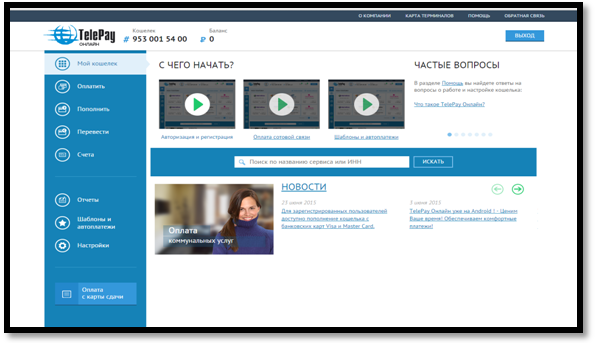 О КОМПАНИИ КАРТА ТЕРМИНАЛОВ ПОМОЩЬ ОБРАТНАЯ СВЯЗЬ
TelePay
ОНЛАЙН
Кошелек
# 953 001 54 00
Баланс
₽ 0
ВЫХОД
Мой кошелек
Оплатить
Пополнить
Перевести
Счета
Отчеты
Шаблоны и
автоплатежи
Настройки
Оплата
с карты сдачи
С ЧЕГО НАЧАТЬ?
Авторизация и регистрация
Оплата сотовой связи
Шаблоны и автоплатежи
ЧАСТЫЕ ВОПРОСЫ
В разделе Помощь вы найдете ответы на
вопросы о работе и настройке кошелька:
Что такое TelePay Онлайн?
Поиск по названию сервиса или ИНН
ИСКАТЬ
Оплата
коммунальных услуг
НОВОСТИ
23 июня 2015
Для зарегистрированных пользователей
доступно пополнение кошелька с
банковских карт Visa и Master Card.
5 июня 2015
TelePay Онлайн уже на Android ! - Ценим
Ваше время! Обеспечиваем комфортные
платежи!